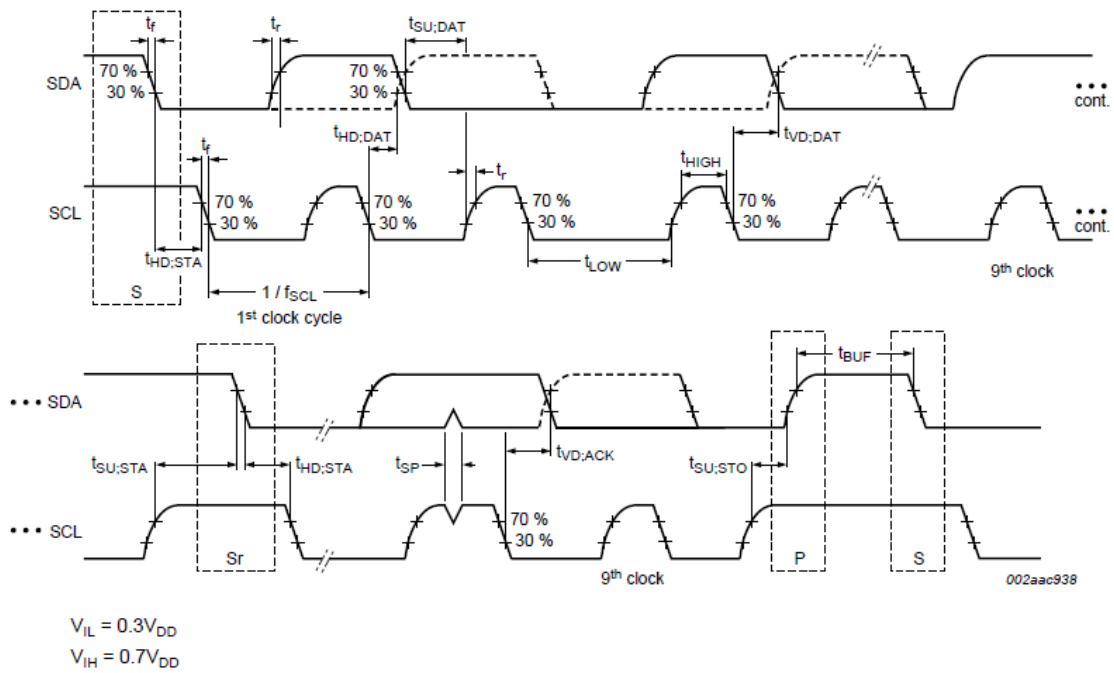 tf
tr
tSU;DAT
SDA
70 %
30 %
70 %
30 %
cont.
tHD;DAT
tVD;DAT
tf
tr
tHIGH
SCL
70 %
30 %
70 %
30 %
70 %
30 %
70 %
30 %
cont.
tHD;STA
tLOW
9th clock
S
1 / fSCL
1st clock cycle
tBUF
SDA
tSU;STA
tHD;STA
tSP
tVD;ACK
tSU;STO
SCL
70 %
30 %
Sr
9th clock
P
S
002aac938
VIL = 0.3VDD
VIH = 0.7VDD